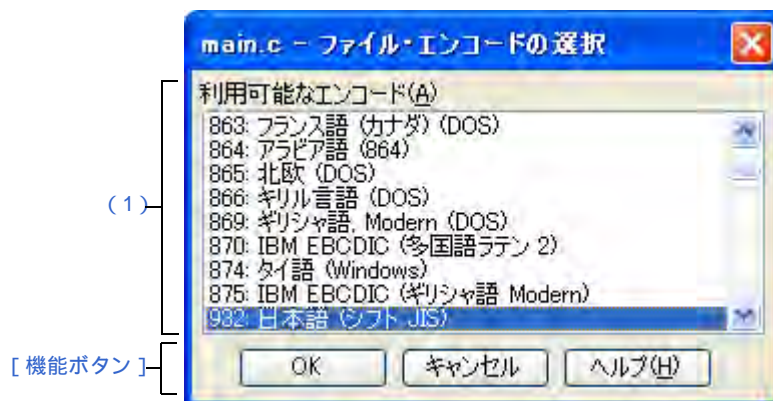 main.c - ファイル・エンコードの選択
利用可能なエンコード(A)
863: フランス語 (カナダ) (DOS)
864: アラビア語 (864)
865: 北欧 (DOS)
866: キリル言語 (DOS)
869: ギリシャ語, Modern (DOS)
870: IBM EBCDIC (多国語ラテン 2)
874: タイ語 (Windows)
875: IBM EBCDIC (ギリシャ語 Modern)
932: 日本語 (シフト JIS)
(1)
[機能ボタン]
OK キャンセル ヘルプ(H)